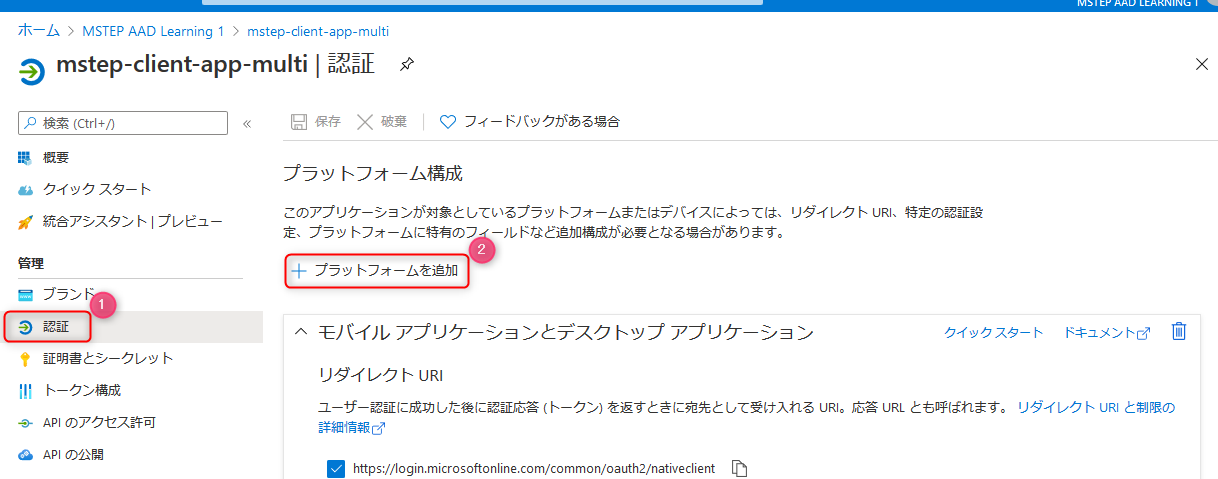 MSTEP AAD LEARNING 1
ホーム > MSTEP AAD Learning 1 > mstep-client-app-multi
mstep-client-app-multi | 認証
検索 (Ctrl+/)
«
保存
破棄
フィードバックがある場合
概要
クイック スタート
統合アシスタント | プレビュー
管理
ブランド
1
認証
証明書とシークレット
トークン構成
API のアクセス許可
API の公開
プラットフォーム構成
このアプリケーションが対象としているプラットフォームまたはデバイスによっては、リダイレクト URI、特定の認証設
定、プラットフォームに特有のフィールドなど追加構成が必要となる場合があります。
2
プラットフォームを追加
モバイル アプリケーションとデスクトップ アプリケーション
クイック スタート
ドキュメント
リダイレクト URI
ユーザー認証に成功した後に認証応答 (トークン) を返すときに宛先として受け入れる URI。応答 URL とも呼ばれます。 リダイレクト URI と制限の
詳細情報
https://login.microsoftonline.com/common/oauth2/nativeclient